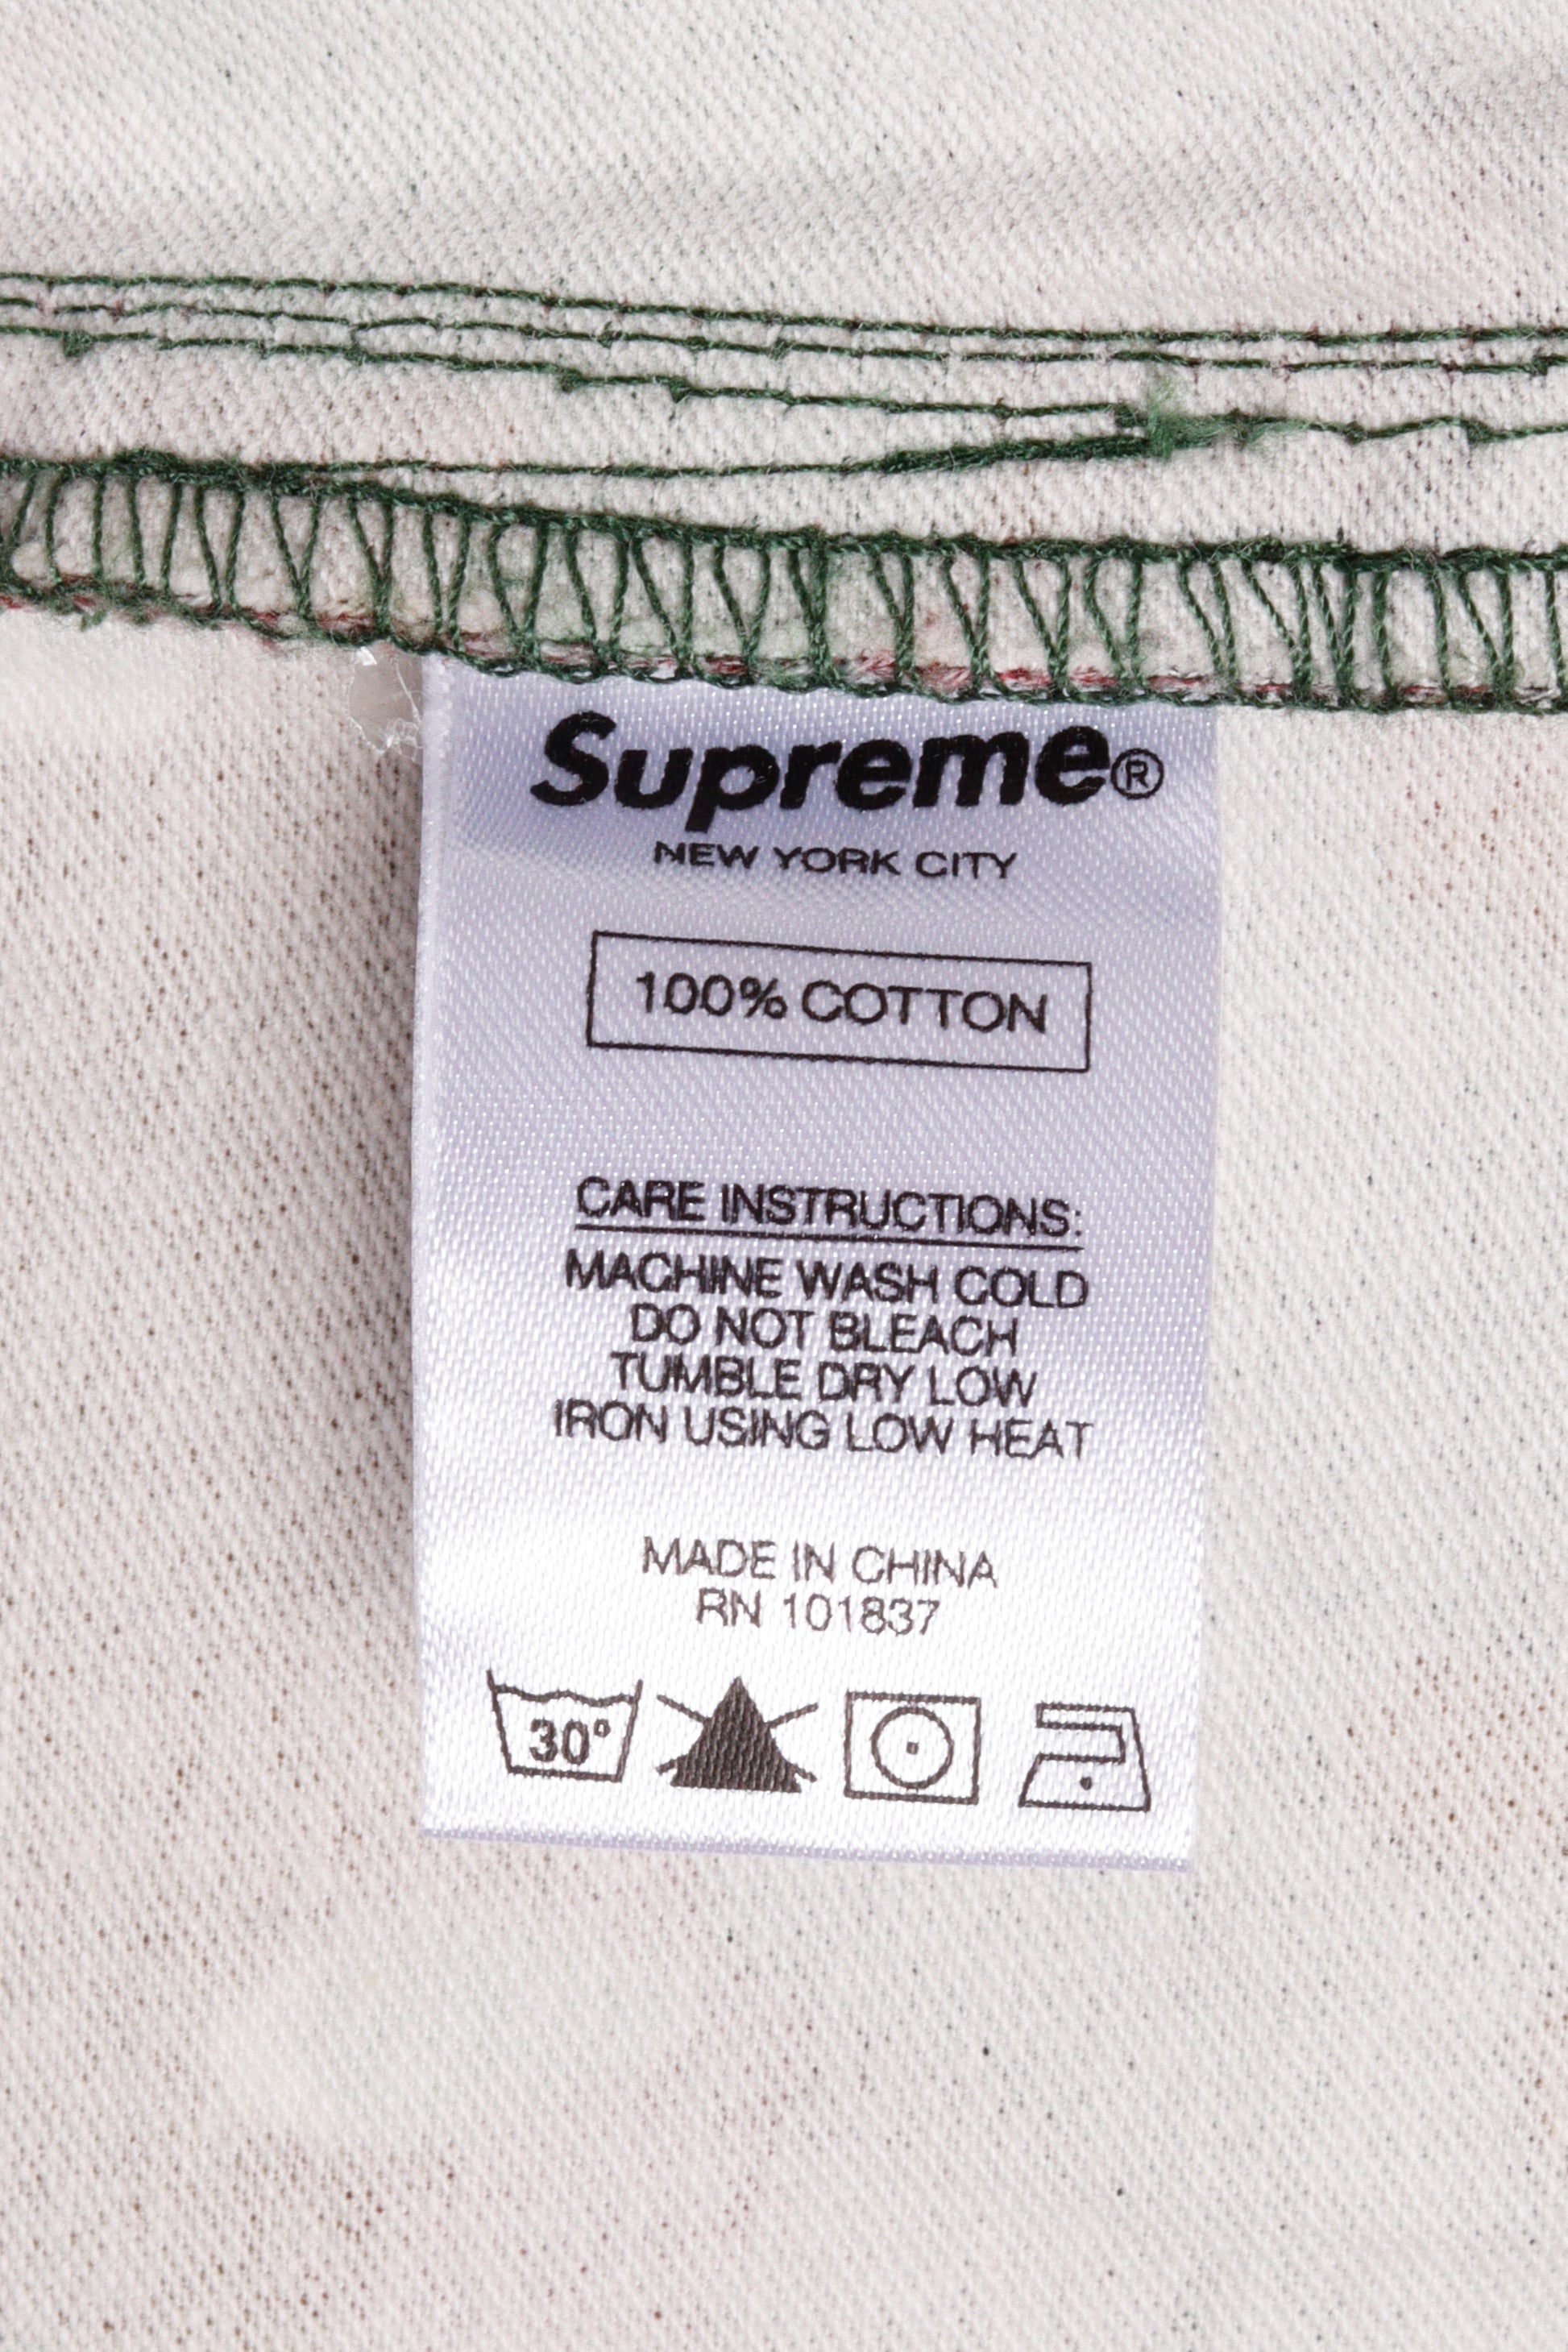 Supreme®
NEW YORK CITY
100% COTTON
CARE INSTRUCTIONS:
MACHINE WASH COLD
DO NOT BLEACH
TUMBLE DRY LOW
IRON USING LOW HEAT
MADE IN CHINA
RN 101837
30°